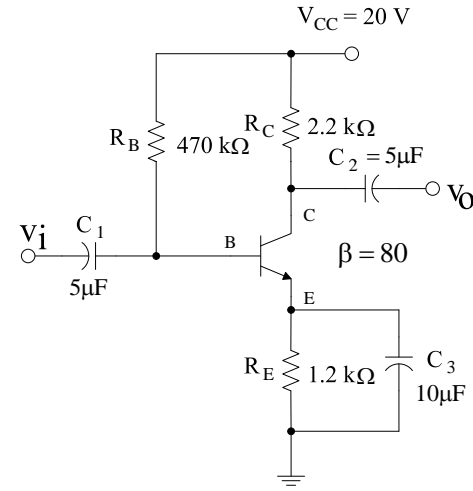 V_CC = 20 V
R_B 470 kΩ
R_C 2.2 kΩ
C_2 = 5μF
v_o
C
C_1
vi
5μF
B
β = 80
E
R_E 1.2 kΩ
C_3
10μF